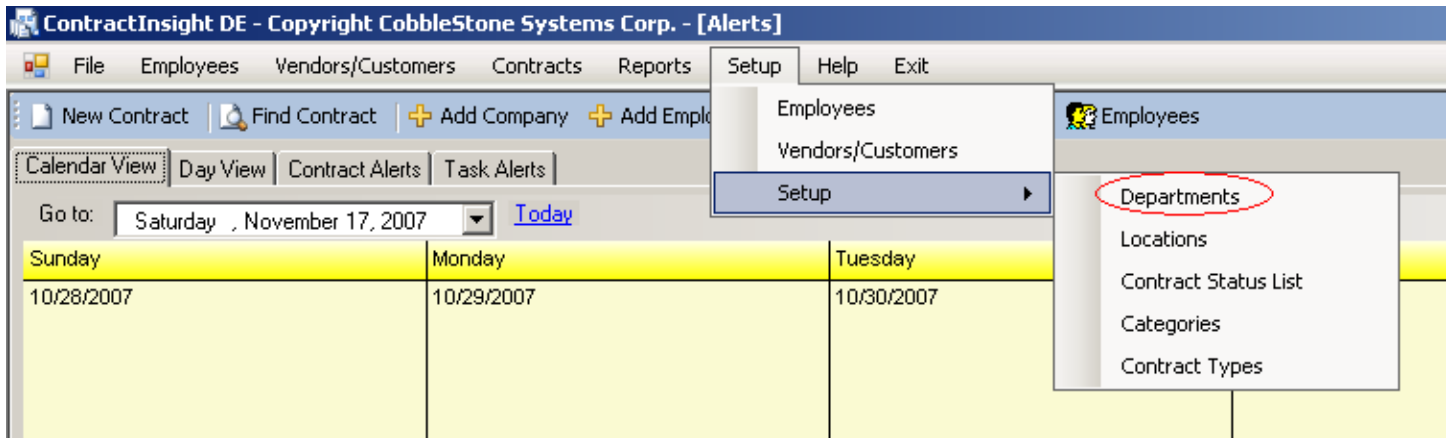 ContractInsight DE - Copyright CobbleStone Systems Corp. - [Alerts]
File Employees Vendors/Customers Contracts Reports Setup Help Exit
New Contract Find Contract Add Company Add Emplo Employees
Employees
Vendors/Customers
Setup
Departments
Locations
Contract Status List
Categories
Contract Types
Calendar View Day View Contract Alerts Task Alerts
Go to: Saturday , November 17, 2007 Today
Sunday Monday Tuesday
10/28/2007 10/29/2007 10/30/2007